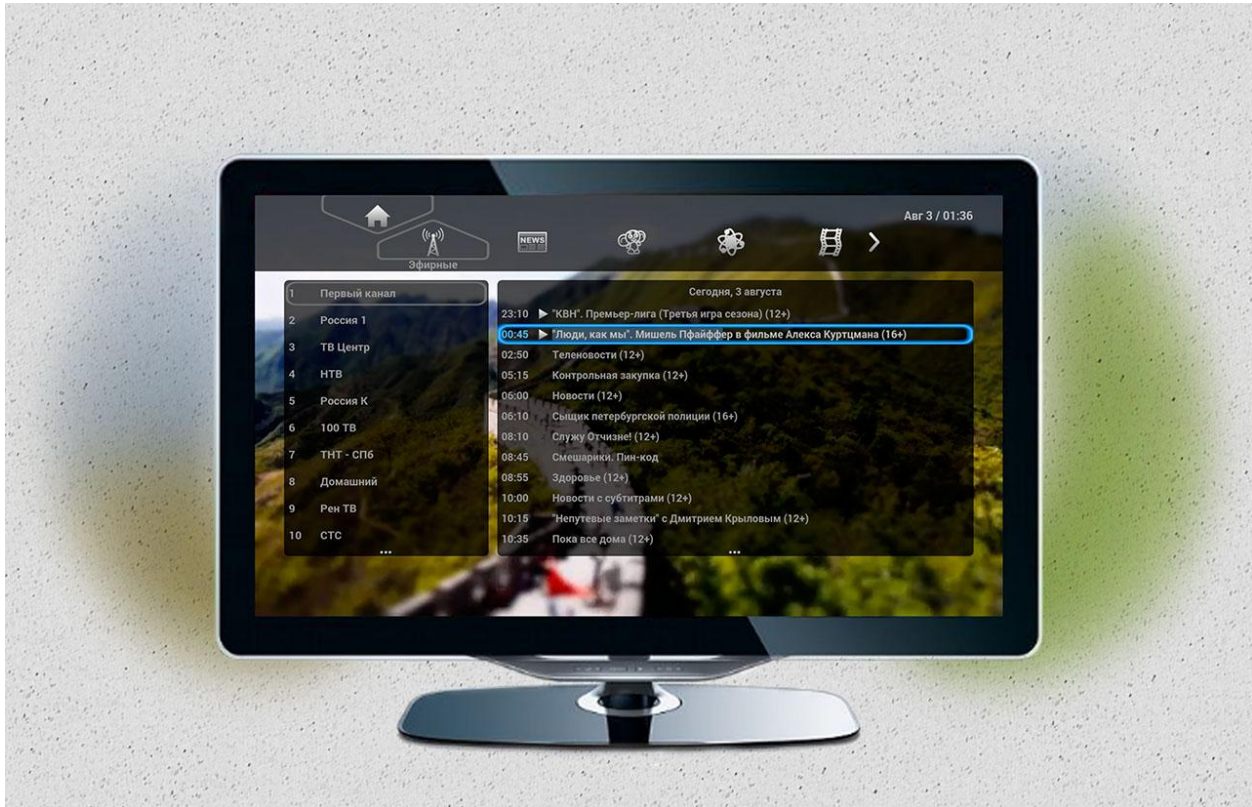 Авг 3 / 01:36
NEWS
Эфирные
1 Первый канал
2 Россия 1
3 ТВ Центр
4 НТВ
5 Россия К
6 100 ТВ
7 ТНТ - СПб
8 Домашний
9 Рен ТВ
10 СТС
...
Сегодня, 3 августа
23:10 "КВН". Премьер-лига (Третья игра сезона) (12+)
00:45 "Люди, как мы". Мишель Пфайффер в фильме Алекса Куртцмана (16+)
02:50 Теленовости (12+)
05:15 Контрольная закупка (12+)
06:00 Новости (12+)
06:10 Сыщик петербургской полиции (16+)
08:10 Служу Отчизне! (12+)
08:45 Смешарики. Пин-код
08:55 Здоровье (12+)
10:00 Новости с субтитрами (12+)
10:15 "Непутевые заметки" с Дмитрием Крыловым (12+)
10:35 Пока все дома (12+)
...